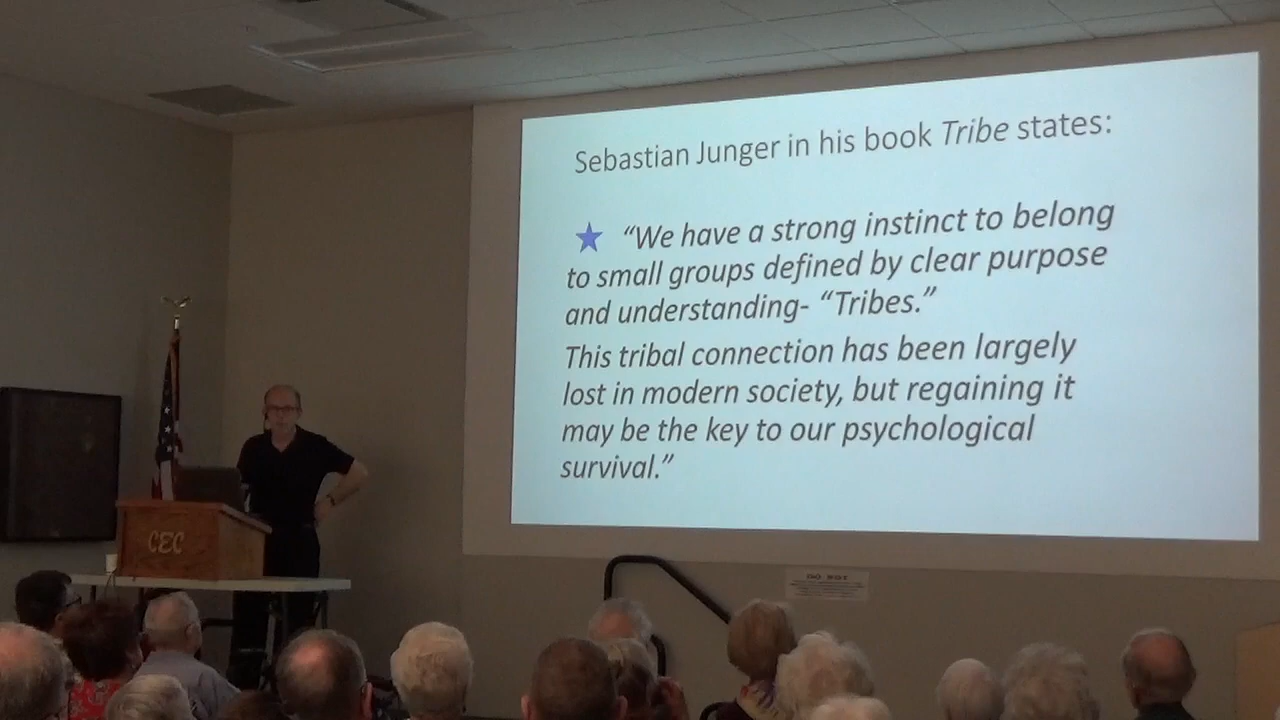 Sebastian Junger in his book Tribe states:
“We have a strong instinct to belong
to small groups defined by clear purpose
and understanding- “Tribes.”
This tribal connection has been largely
lost in modern society, but regaining it
may be the key to our psychological
survival.”
CEC
DO NOT